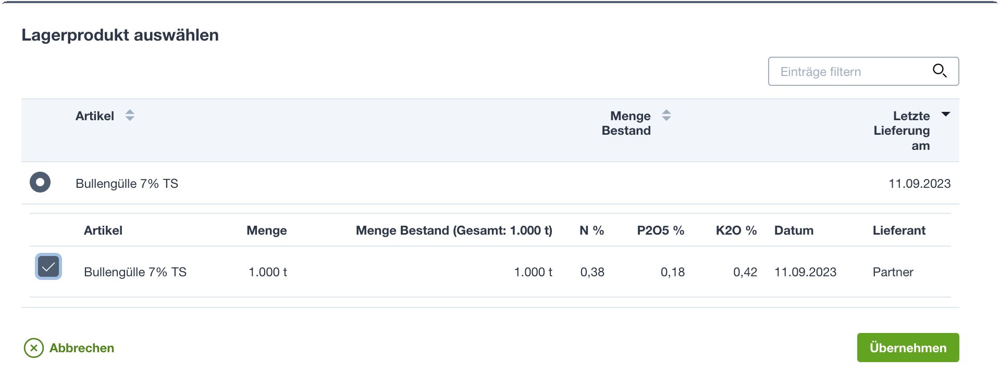 Lagerprodukt auswählen
Einträge filtern
Artikel Menge Bestand Letzte Lieferung am
Bullengülle 7% TS 11.09.2023
Artikel Menge Menge Bestand (Gesamt: 1.000 t) N % P2O5 % K2O % Datum Lieferant
Bullengülle 7% TS 1.000 t 1.000 t 0,38 0,18 0,42 11.09.2023 Partner
Abbrechen Übernehmen